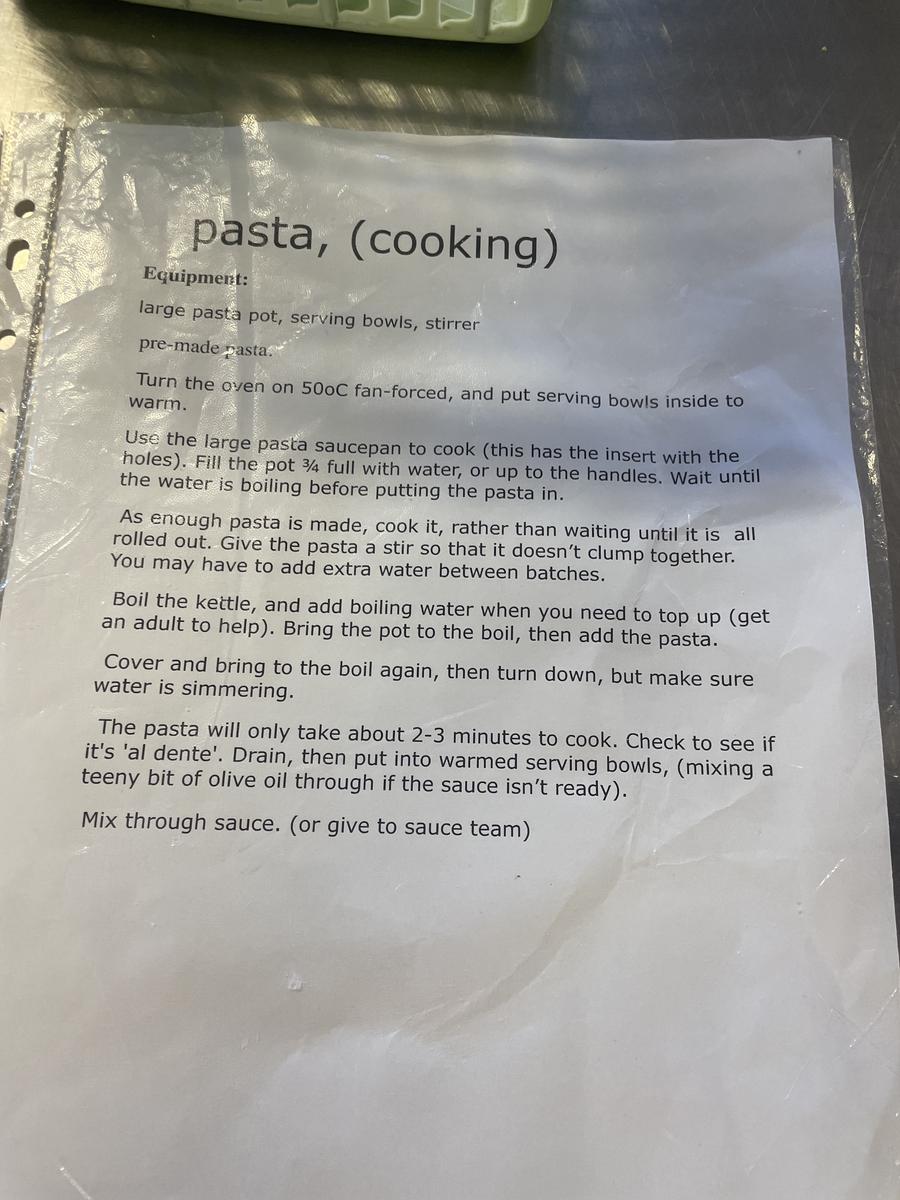 pasta, (cooking)
Equipment:
large pasta pot, serving bowls, stirrer
pre-made pasta.
Turn the oven on 50oC fan-forced, and put serving bowls inside to
warm.
Use the large pasta saucepan to cook (this has the insert with the
holes). Fill the pot ¾ full with water, or up to the handles. Wait until
the water is boiling before putting the pasta in.
As enough pasta is made, cook it, rather than waiting until it is  all
rolled out. Give the pasta a stir so that it doesn’t clump together.
You may have to add extra water between batches.
Boil the kettle, and add boiling water when you need to top up (get
an adult to help). Bring the pot to the boil, then add the pasta.
Cover and bring to the boil again, then turn down, but make sure
water is simmering.
The pasta will only take about 2-3 minutes to cook. Check to see if
it's 'al dente'. Drain, then put into warmed serving bowls, (mixing a
teeny bit of olive oil through if the sauce isn’t ready).
Mix through sauce. (or give to sauce team)